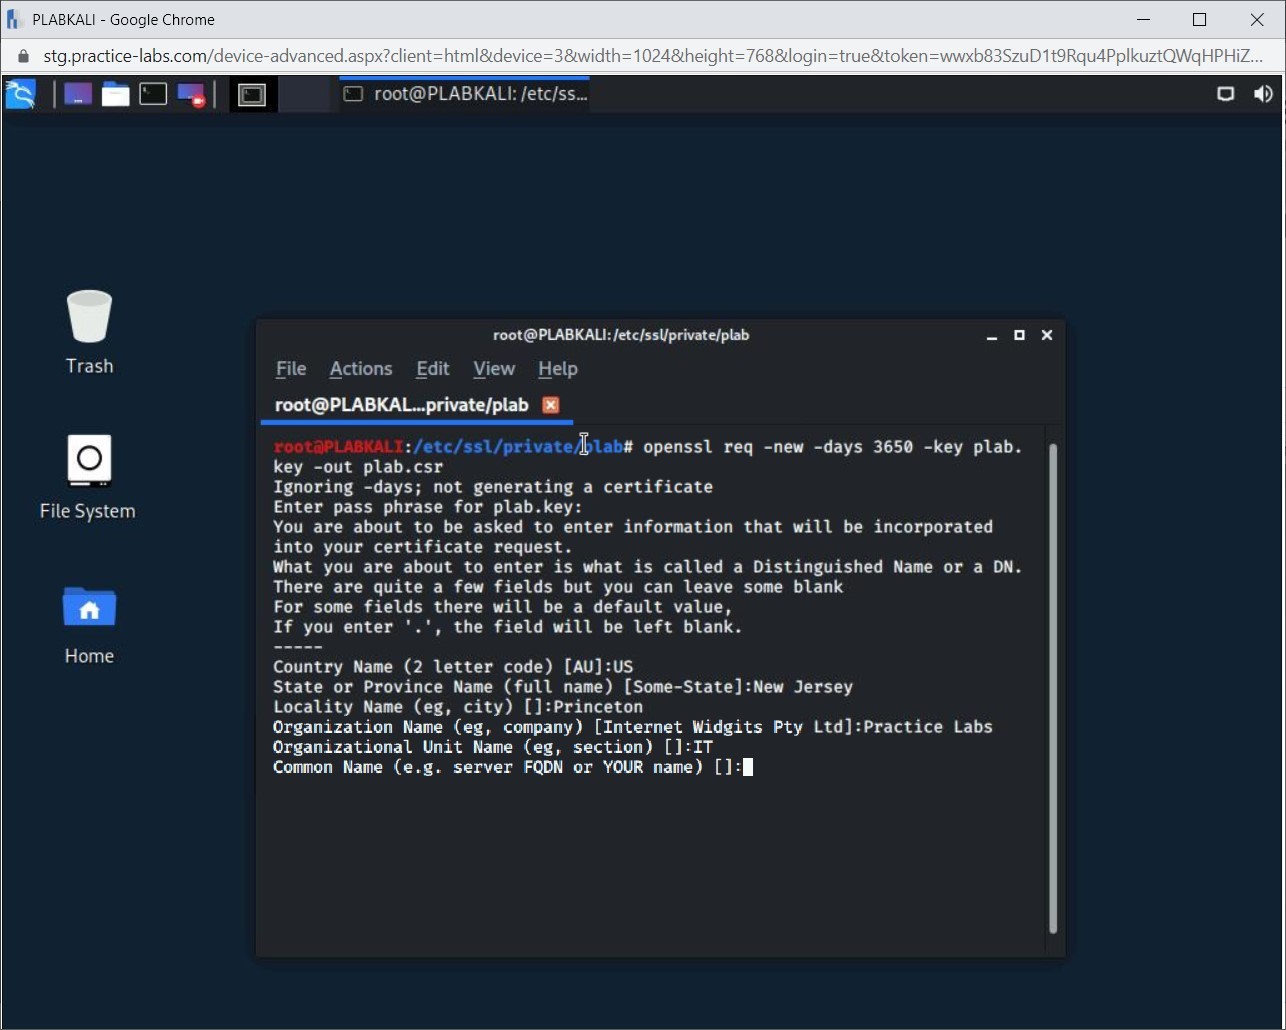 PLABKALI - Google Chrome
stg.practice-labs.com/device-advanced.aspx?client=html&device=3&width=1024&height=768&login=true&token=wwxb83SzuD1t9Rqu4PplkuztQWqHPHiZ...
root@PLABKALI: /etc/ss...
Trash
File System
Home
root@PLABKALI:/etc/ssl/private/plab
File Actions Edit View Help
root@PLABKAL...private/plab
root@PLABKALI:/etc/ssl/private/plab# openssl req -new -days 3650 -key plab.
key -out plab.csr
Ignoring -days; not generating a certificate
Enter pass phrase for plab.key:
You are about to be asked to enter information that will be incorporated
into your certificate request.
What you are about to enter is what is called a Distinguished Name or a DN.
There are quite a few fields but you can leave some blank
For some fields there will be a default value,
If you enter '.', the field will be left blank.
-----
Country Name (2 letter code) [AU]:US
State or Province Name (full name) [Some-State]:New Jersey
Locality Name (eg, city) []:Princeton
Organization Name (eg, company) [Internet Widgits Pty Ltd]:Practice Labs
Organizational Unit Name (eg, section) []:IT
Common Name (e.g. server FQDN or YOUR name) []: